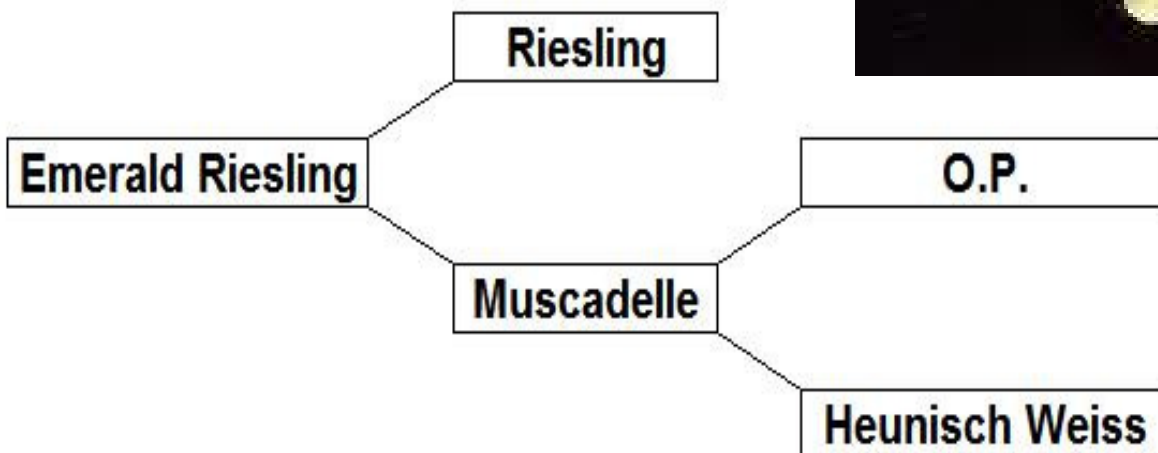 Riesling
Emerald Riesling
O.P.
Muscadelle
Heunisch Weiss